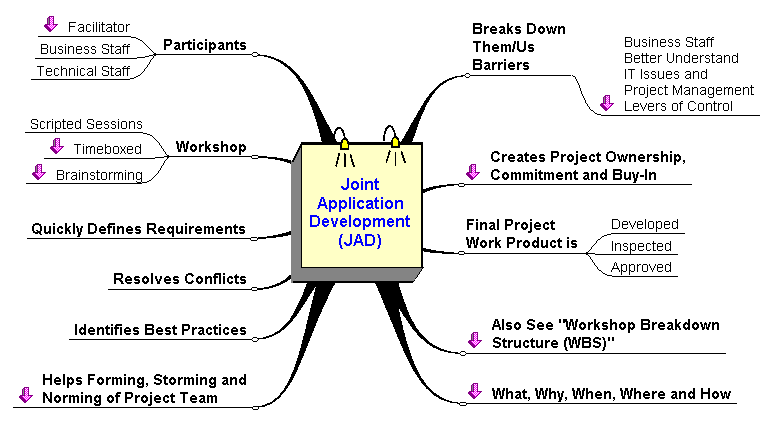 Joint
Application
Development
(JAD)
Participants
Facilitator
Business Staff
Technical Staff
Workshop
Scripted Sessions
Timeboxed
Brainstorming
Quickly Defines Requirements
Resolves Conflicts
Identifies Best Practices
Helps Forming, Storming and
Norming of Project Team
Breaks Down
Them/Us
Barriers
Business Staff
Better Understand
IT Issues and
Project Management
Levers of Control
Creates Project Ownership,
Commitment and Buy-In
Final Project
Work Product is
Developed
Inspected
Approved
Also See "Workshop Breakdown
Structure (WBS)"
What, Why, When, Where and How